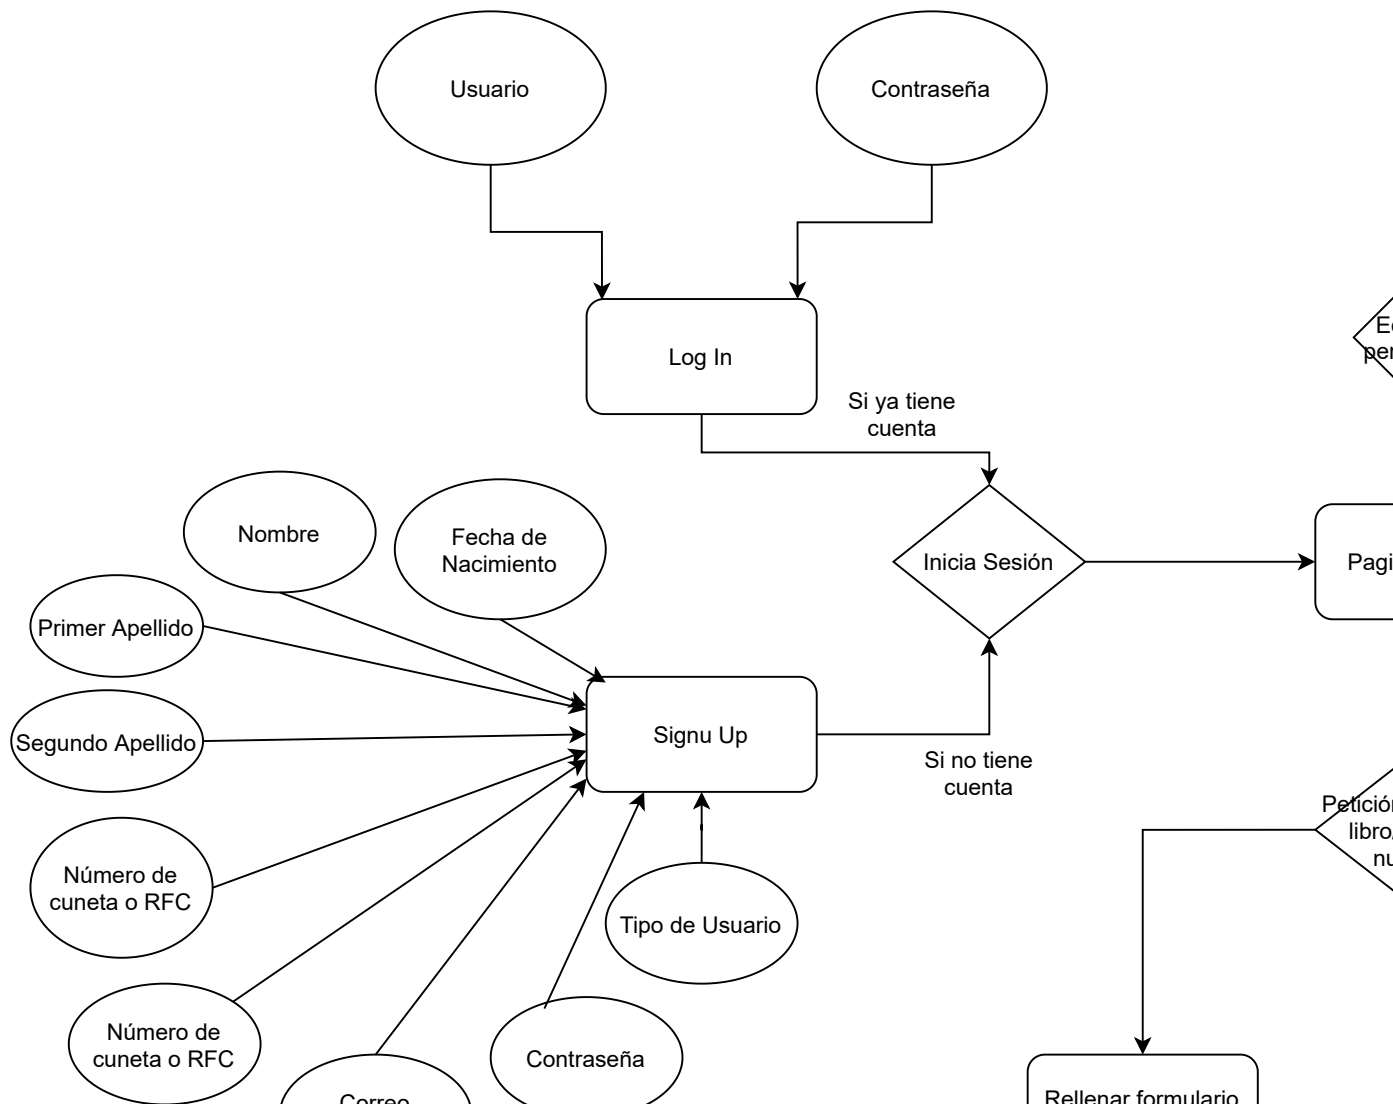 Usuario
Contraseña
Log In
Si ya tiene
cuenta
Nombre
Fecha de
Nacimiento
Inicia Sesión
Primer Apellido
Segundo Apellido
Signu Up
Si no tiene
cuenta
Número de
cuneta o RFC
Tipo de Usuario
Número de
cuneta o RFC
Contraseña
Correo
Rellenar formulario